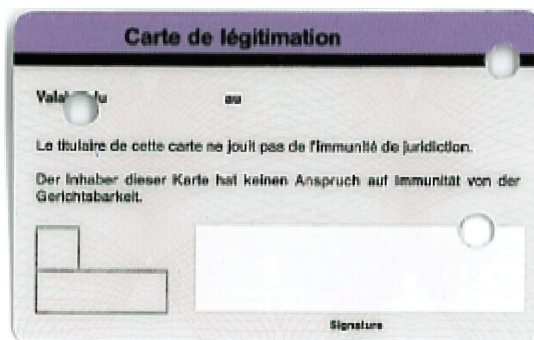 Carte de légitimation
au
Le titulaire de cette carte ne jouit pas de l'immunité de juridiction.
Der Inhaber dieser Karte hat keinen Anspruch auf Immunität von der
Gerichtsbarkeit.
Signature